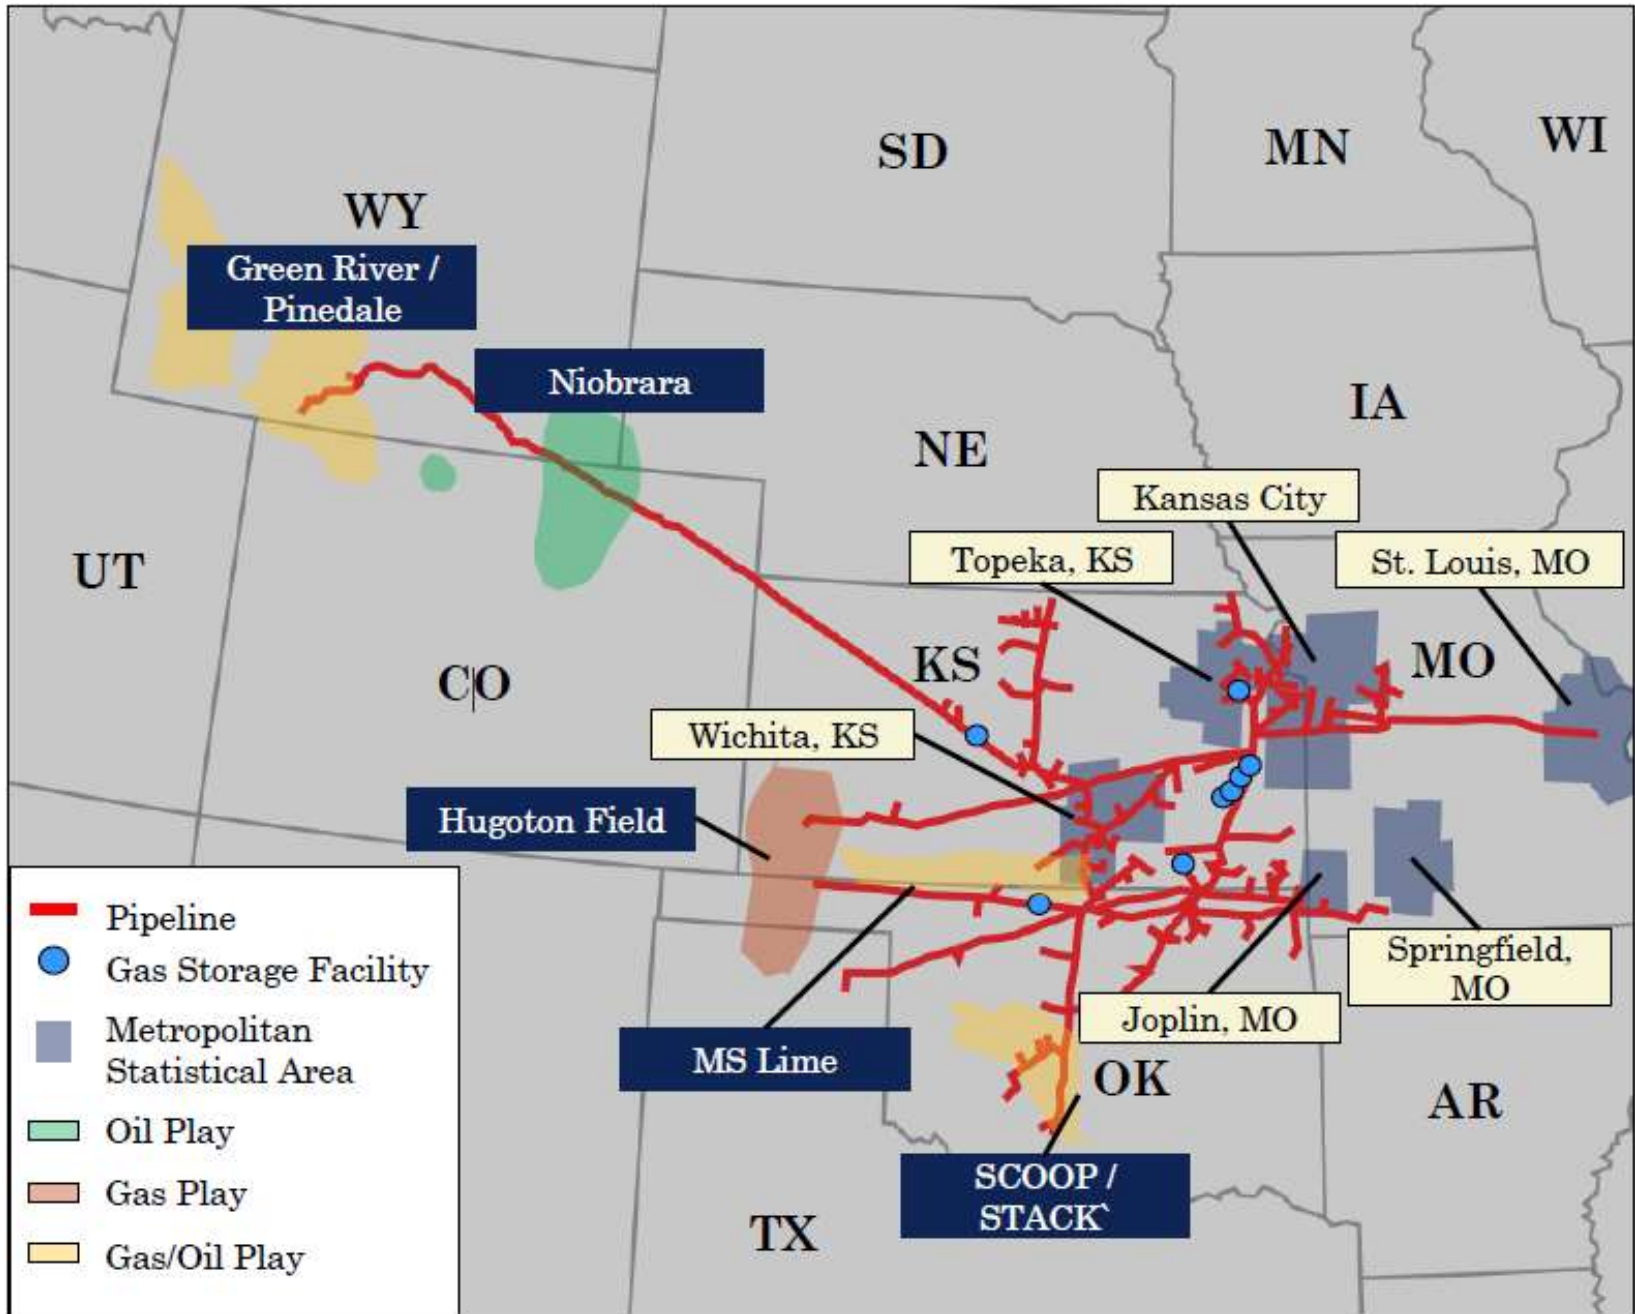 SD
MN
WI
WY
Green River /
Pinedale
Niobrara
IA
NE
Kansas City
Topeka, KS
St. Louis, MO
UT
CO
KS
MO
Wichita, KS
Hugoton Field
Springfield,
MO
Joplin, MO
MS Lime
OK
AR
SCOOP /
STACK`
TX
Pipeline
Gas Storage Facility
Metropolitan
Statistical Area
Oil Play
Gas Play
Gas/Oil Play